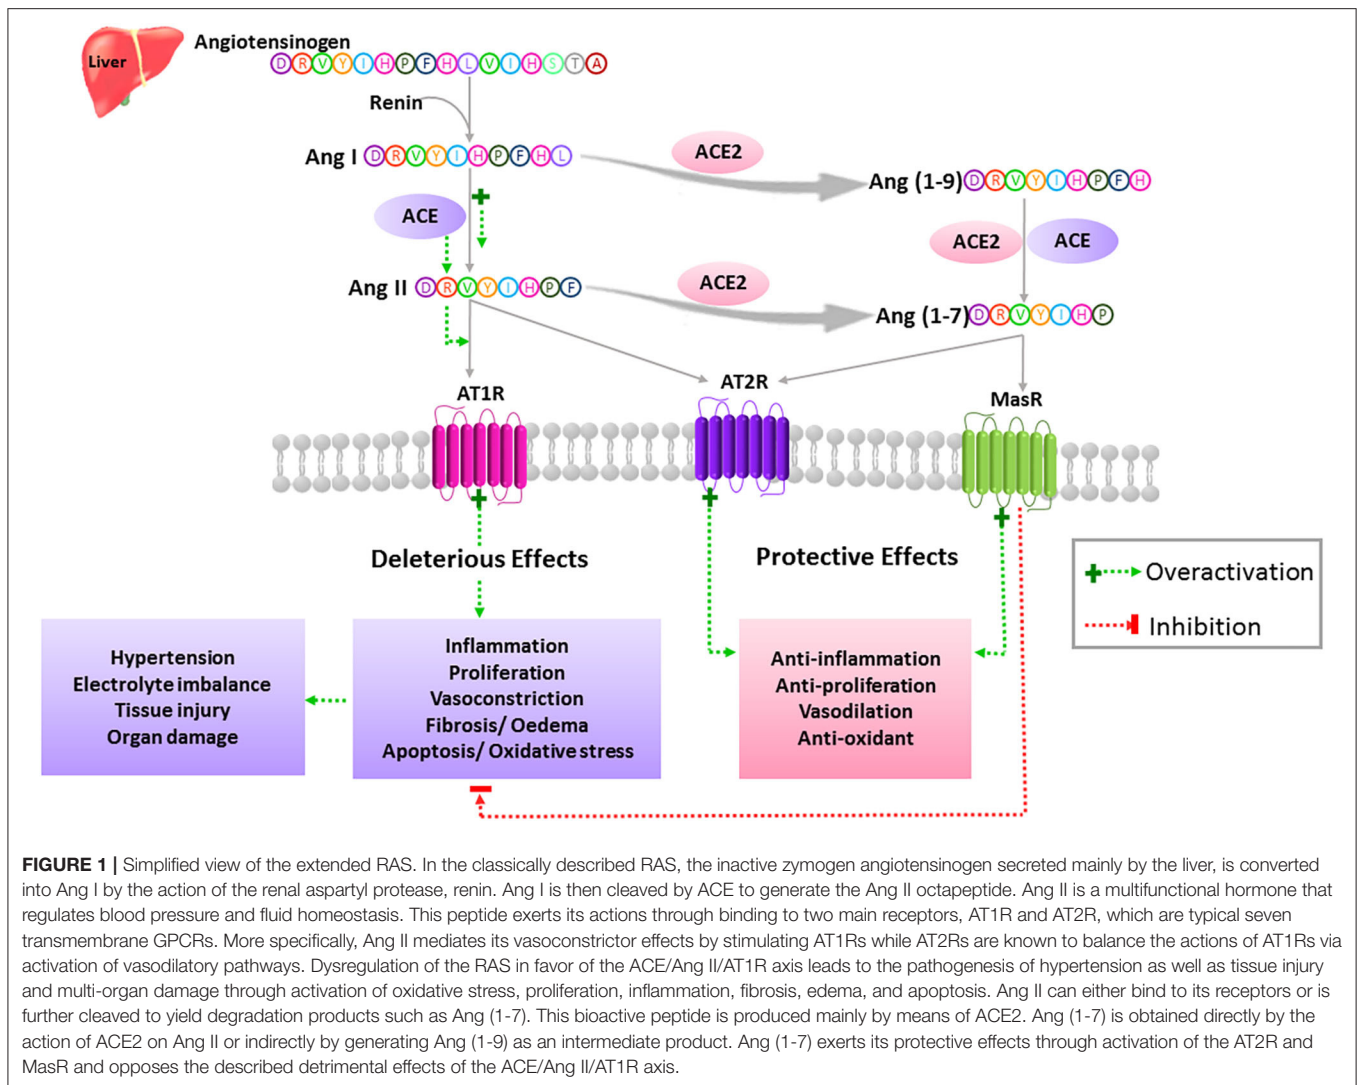 Liver
Angiotensinogen
D R V Y I H P F H L V I H S T A
Renin
Ang I D R V Y I H P F H L
ACE2
Ang (1-9) D R V Y I H P F H
ACE
ACE2 ACE
Ang II D R V Y I H P F
ACE2
Ang (1-7) D R V Y I H P
AT1R
AT2R
MasR
Deleterious Effects
Protective Effects
Overactivation
Inhibition
Hypertension
Electrolyte imbalance
Tissue injury
Organ damage
Inflammation
Proliferation
Vasoconstriction
Fibrosis/ Oedema
Apoptosis/ Oxidative stress
Anti-inflammation
Anti-proliferation
Vasodilation
Anti-oxidant
FIGURE 1 | Simplified view of the extended RAS. In the classically described RAS, the inactive zymogen angiotensinogen secreted mainly by the liver, is converted
into Ang I by the action of the renal aspartyl protease, renin. Ang I is then cleaved by ACE to generate the Ang II octapeptide. Ang II is a multifunctional hormone that
regulates blood pressure and fluid homeostasis. This peptide exerts its actions through binding to two main receptors, AT1R and AT2R, which are typical seven
transmembrane GPCRs. More specifically, Ang II mediates its vasoconstrictor effects by stimulating AT1Rs while AT2Rs are known to balance the actions of AT1Rs via
activation of vasodilatory pathways. Dysregulation of the RAS in favor of the ACE/Ang II/AT1R axis leads to the pathogenesis of hypertension as well as tissue injury
and multi-organ damage through activation of oxidative stress, proliferation, inflammation, fibrosis, edema, and apoptosis. Ang II can either bind to its receptors or is
further cleaved to yield degradation products such as Ang (1-7). This bioactive peptide is produced mainly by means of ACE2. Ang (1-7) is obtained directly by the
action of ACE2 on Ang II or indirectly by generating Ang (1-9) as an intermediate product. Ang (1-7) exerts its protective effects through activation of the AT2R and
MasR and opposes the described detrimental effects of the ACE/Ang II/AT1R axis.